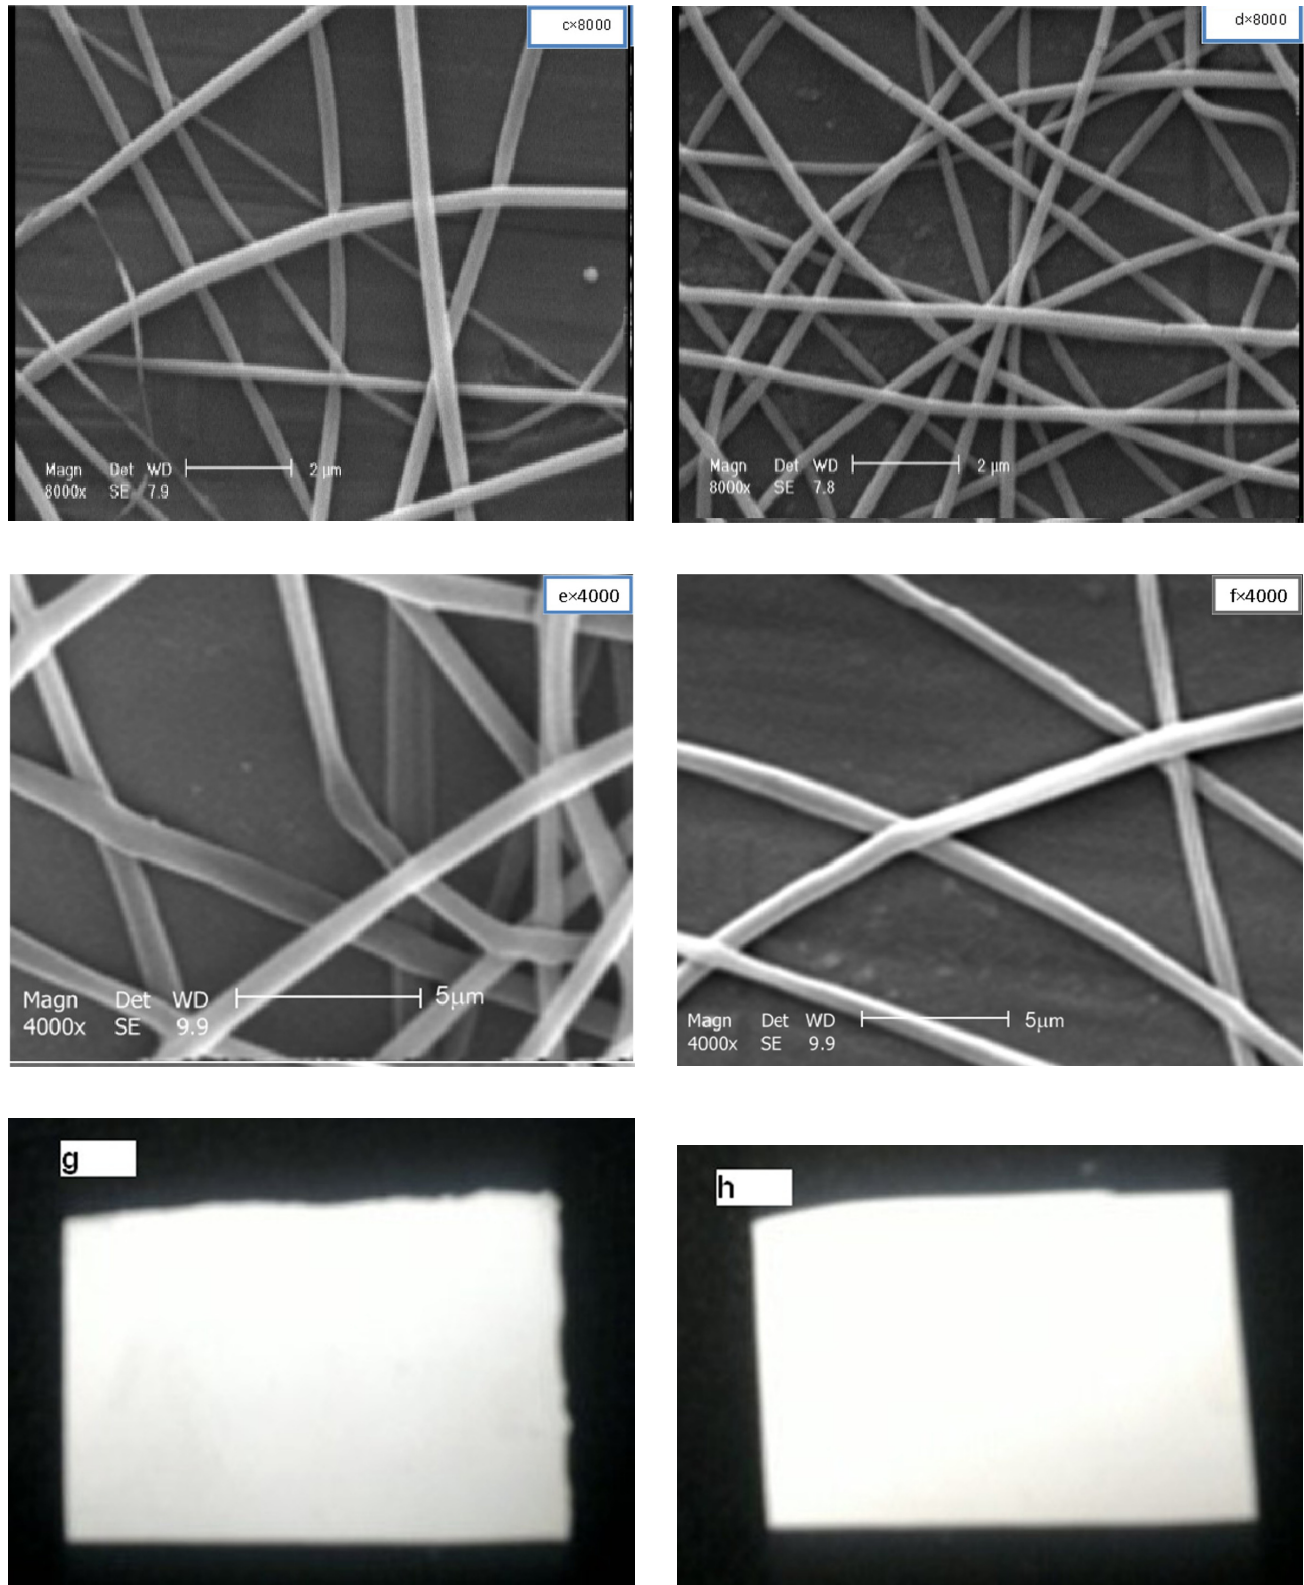 c×8000
Magn Det WD 2 µm
8000x SE 7.9
d×8000
Magn Det WD 2 µm
8000x SE 7.8
e×4000
Magn Det WD 5µm
4000x SE 9.9
f×4000
Magn Det WD 5µm
4000x SE 9.9
g
h